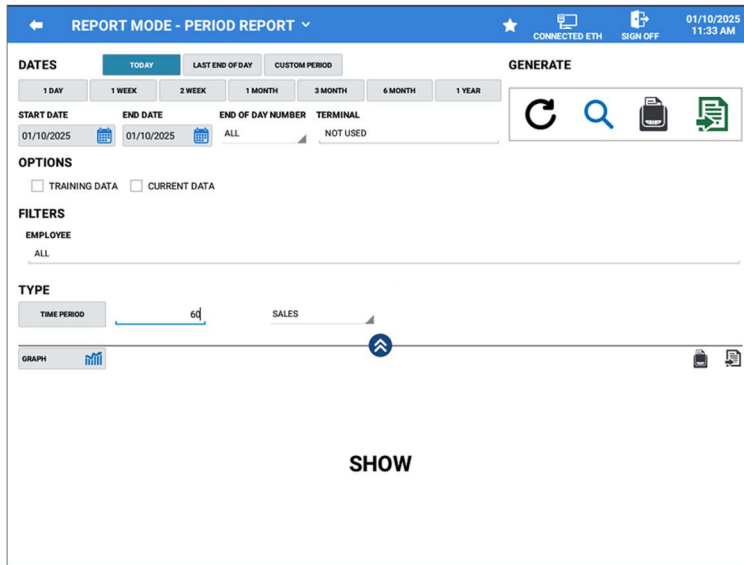 REPORT MODE - PERIOD REPORT
CONNECTED ETH
SIGN OFF
01/10/2025
11:33 AM
DATES
TODAY
LAST END OF DAY
CUSTOM PERIOD
GENERATE
1 DAY
1 WEEK
2 WEEK
1 MONTH
3 MONTH
6 MONTH
1 YEAR
START DATE
END DATE
END OF DAY NUMBER
TERMINAL
01/10/2025
01/10/2025
ALL
NOT USED
OPTIONS
TRAINING DATA
CURRENT DATA
FILTERS
EMPLOYEE
ALL
TYPE
TIME PERIOD
60
SALES
GRAPH
SHOW